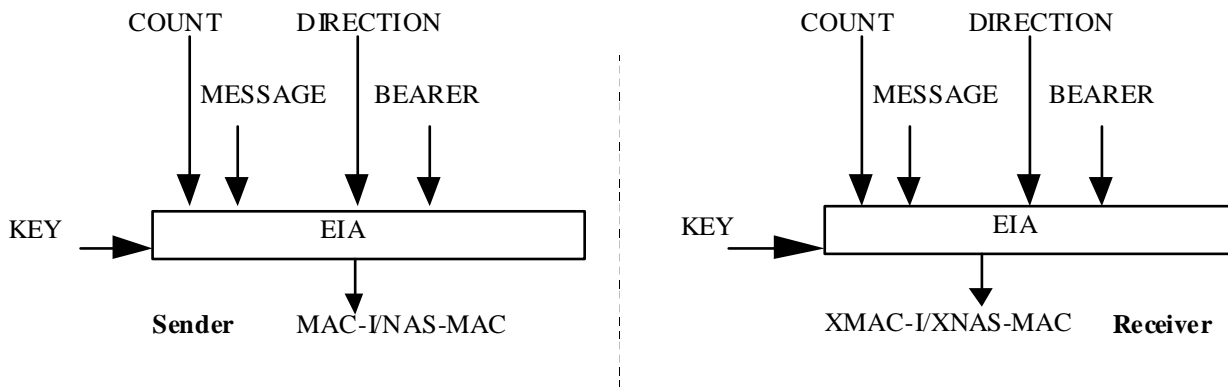 COUNT DIRECTION COUNT DIRECTION
MESSAGE BEARER MESSAGE BEARER
KEY EIA KEY EIA
Sender MAC-I/NAS-MAC XMAC-I/XNAS-MAC Receiver